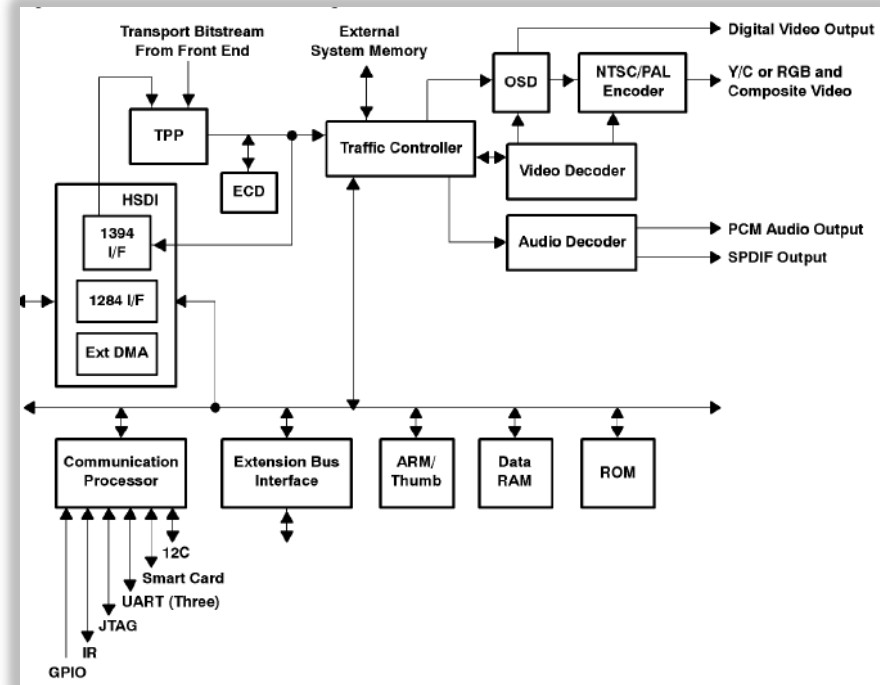 Transport Bitstream
From Front End
External
System Memory
Digital Video Output
OSD
NTSC/PAL
Encoder
Y/C or RGB and
Composite Video
TPP
Traffic Controller
ECD
Video Decoder
HSDI
1394
I/F
Audio Decoder
PCM Audio Output
SPDIF Output
1284 I/F
Ext DMA
Communication
Processor
Extension Bus
Interface
ARM/
Thumb
Data
RAM
ROM
12C
Smart Card
UART (Three)
JTAG
IR
GPIO